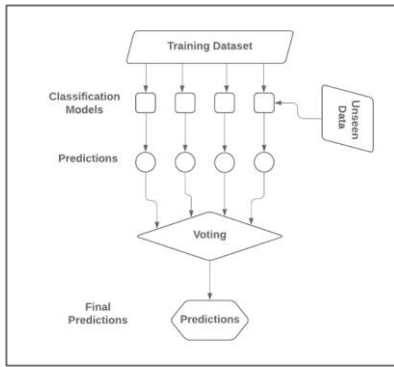 Training Dataset
Classification
Models
Unseen
Data
Predictions
Voting
Final
Predictions
Predictions